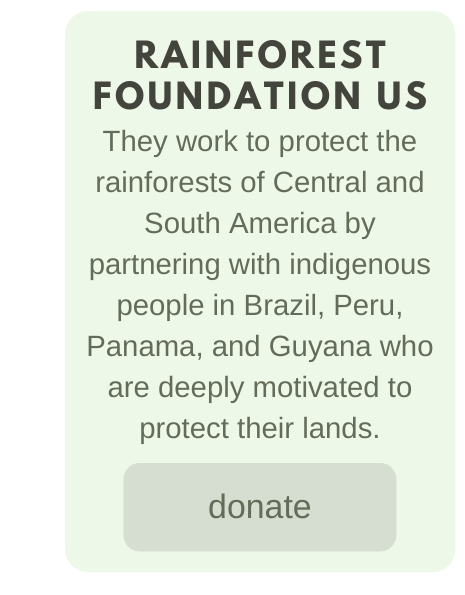 RAINFOREST
FOUNDATION US
They work to protect the
rainforests of Central and
South America by
partnering with indigenous
people in Brazil, Peru,
Panama, and Guyana who
are deeply motivated to
protect their lands.
donate